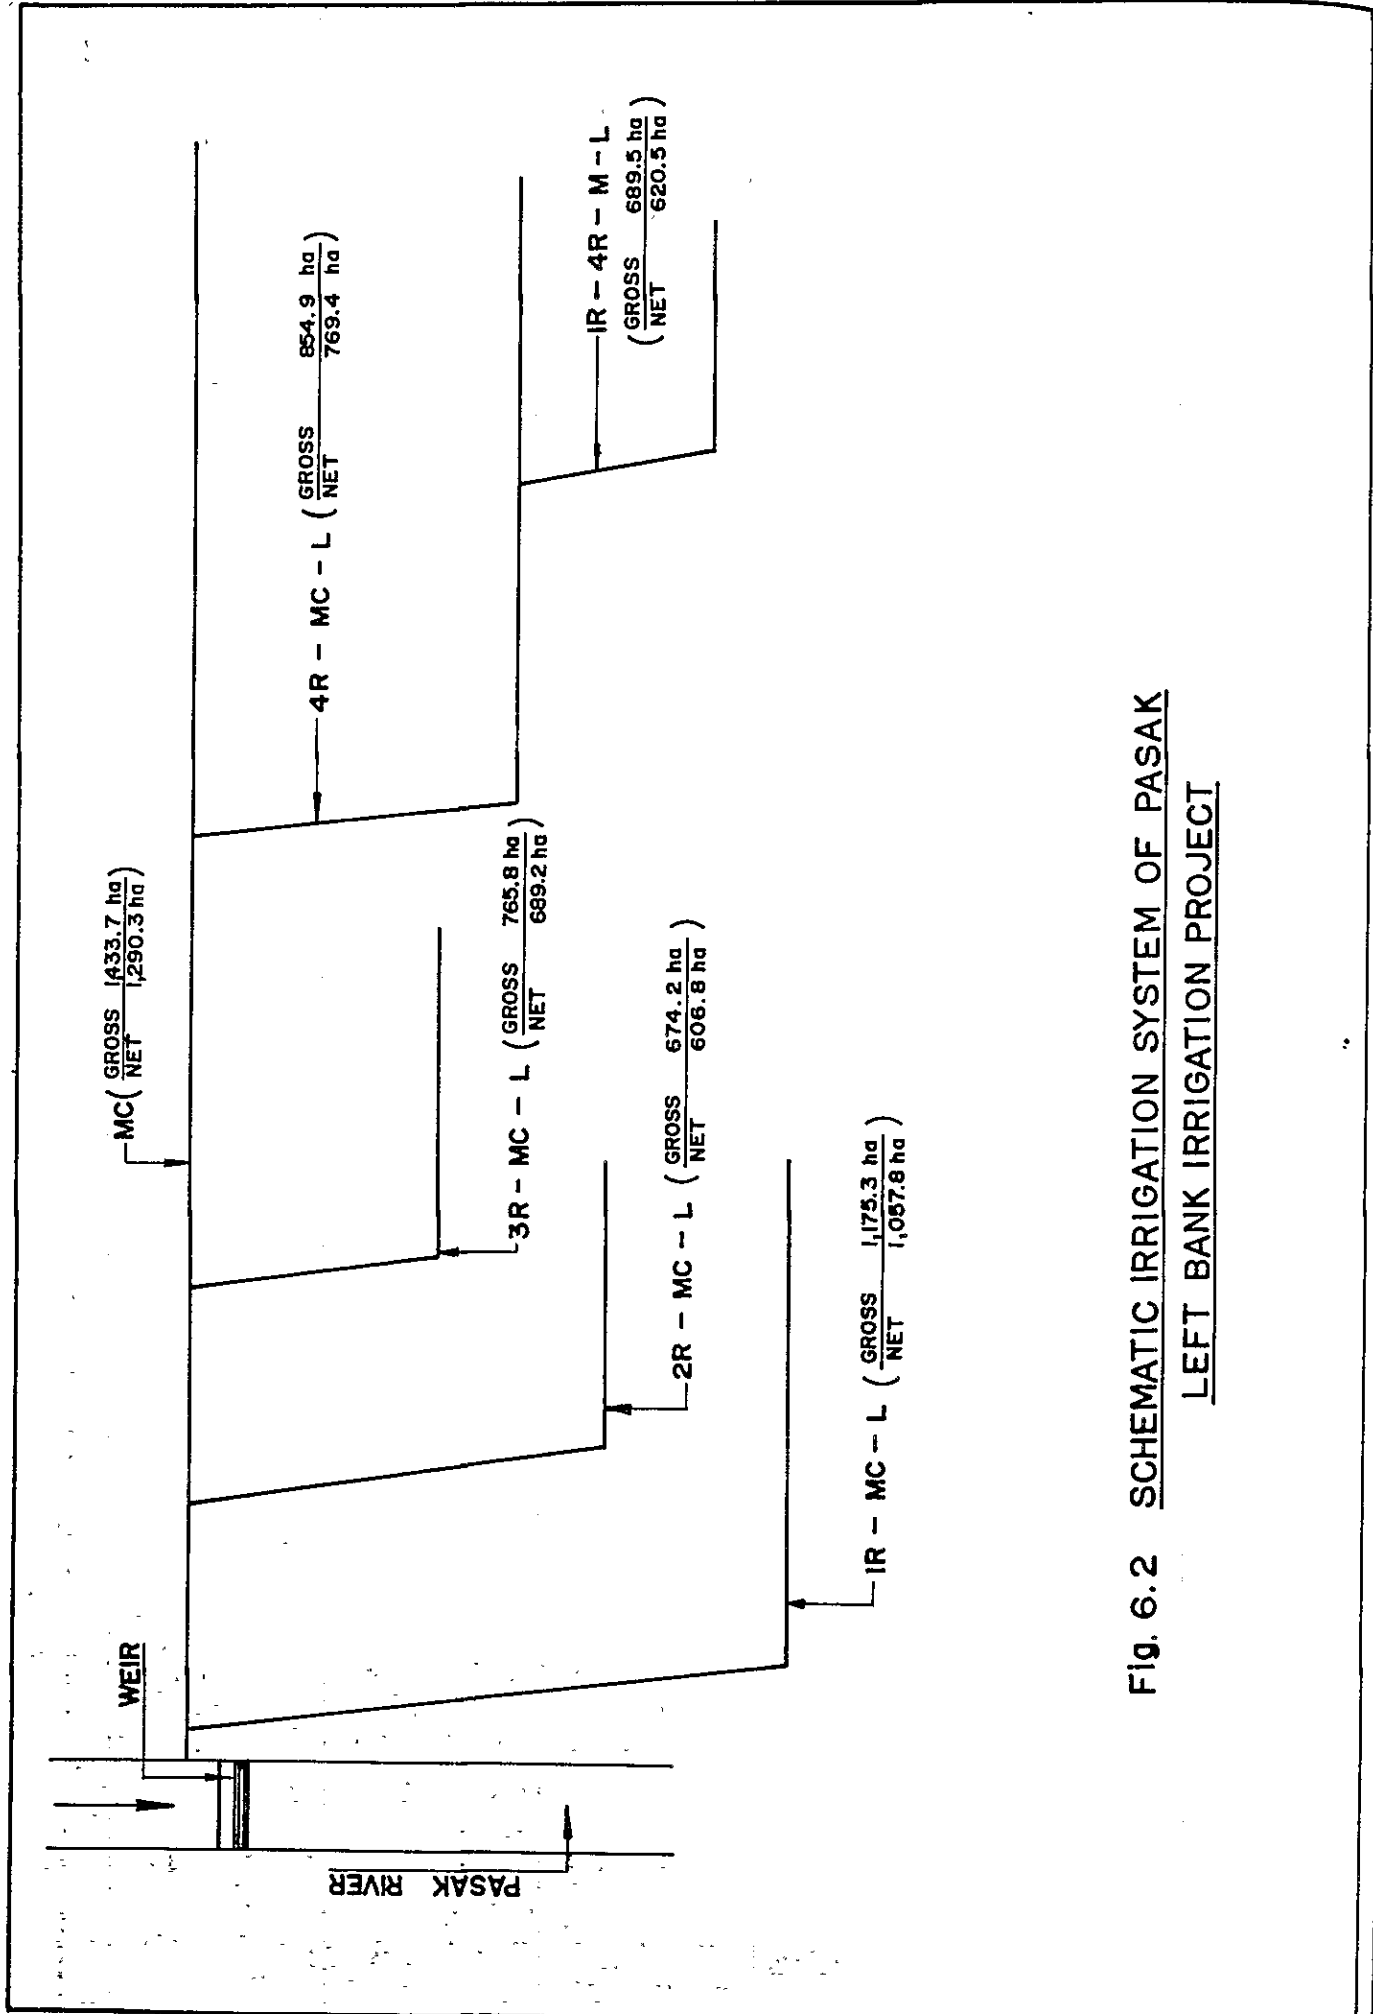 WEIR
PASAK RIVER
MC ( GROSS 1,433.7 ha
NET 1,290.3 ha )
4R - MC - L ( GROSS 854.9 ha
NET 769.4 ha )
1R - 4R - M - L
( GROSS 689.5 ha
NET 620.5 ha )
3R - MC - L ( GROSS 765.8 ha
NET 689.2 ha )
2R - MC - L ( GROSS 674.2 ha
NET 606.8 ha )
1R - MC - L ( GROSS 1,175.3 ha
NET 1,057.8 ha )
Fig. 6.2 SCHEMATIC IRRIGATION SYSTEM OF PASAK
LEFT BANK IRRIGATION PROJECT